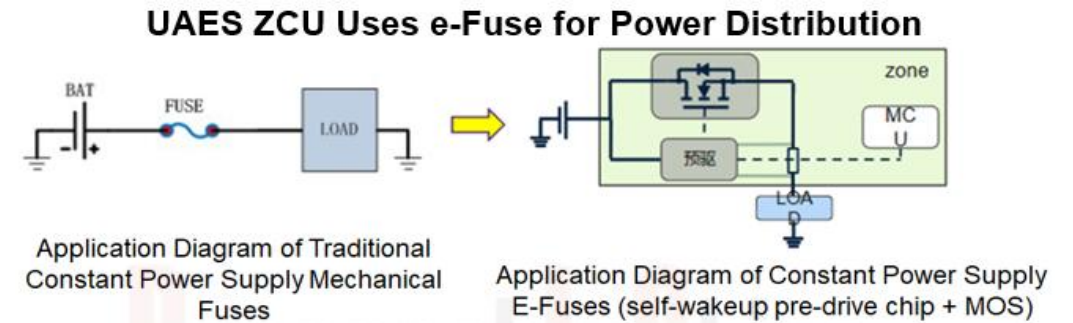 UAES ZCU Uses e-Fuse for Power Distribution
BAT
FUSE
LOAD
- +
zone
MC
U
预驱
LOA
D
Application Diagram of Traditional
Constant Power Supply Mechanical
Fuses
Application Diagram of Constant Power Supply
E-Fuses (self-wakeup pre-drive chip + MOS)